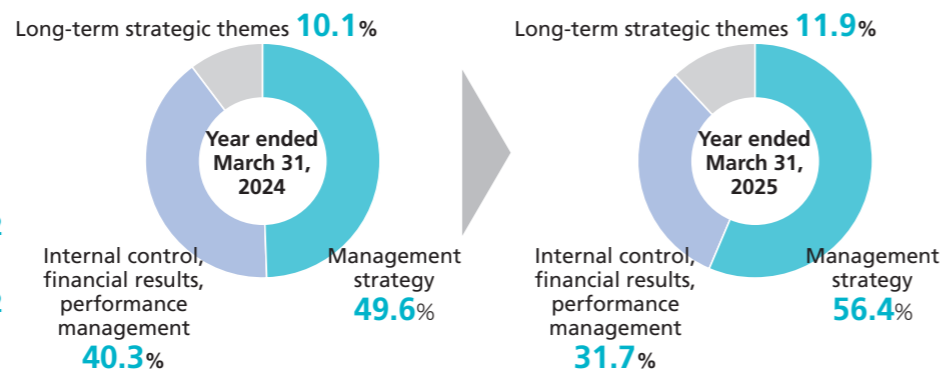 Long-term strategic themes 10.1%
Year ended
March 31,
2024
Internal control,
financial results,
performance
management
40.3%
Management
strategy
49.6%
Long-term strategic themes 11.9%
Year ended
March 31,
2025
Internal control,
financial results,
performance
management
31.7%
Management
strategy
56.4%